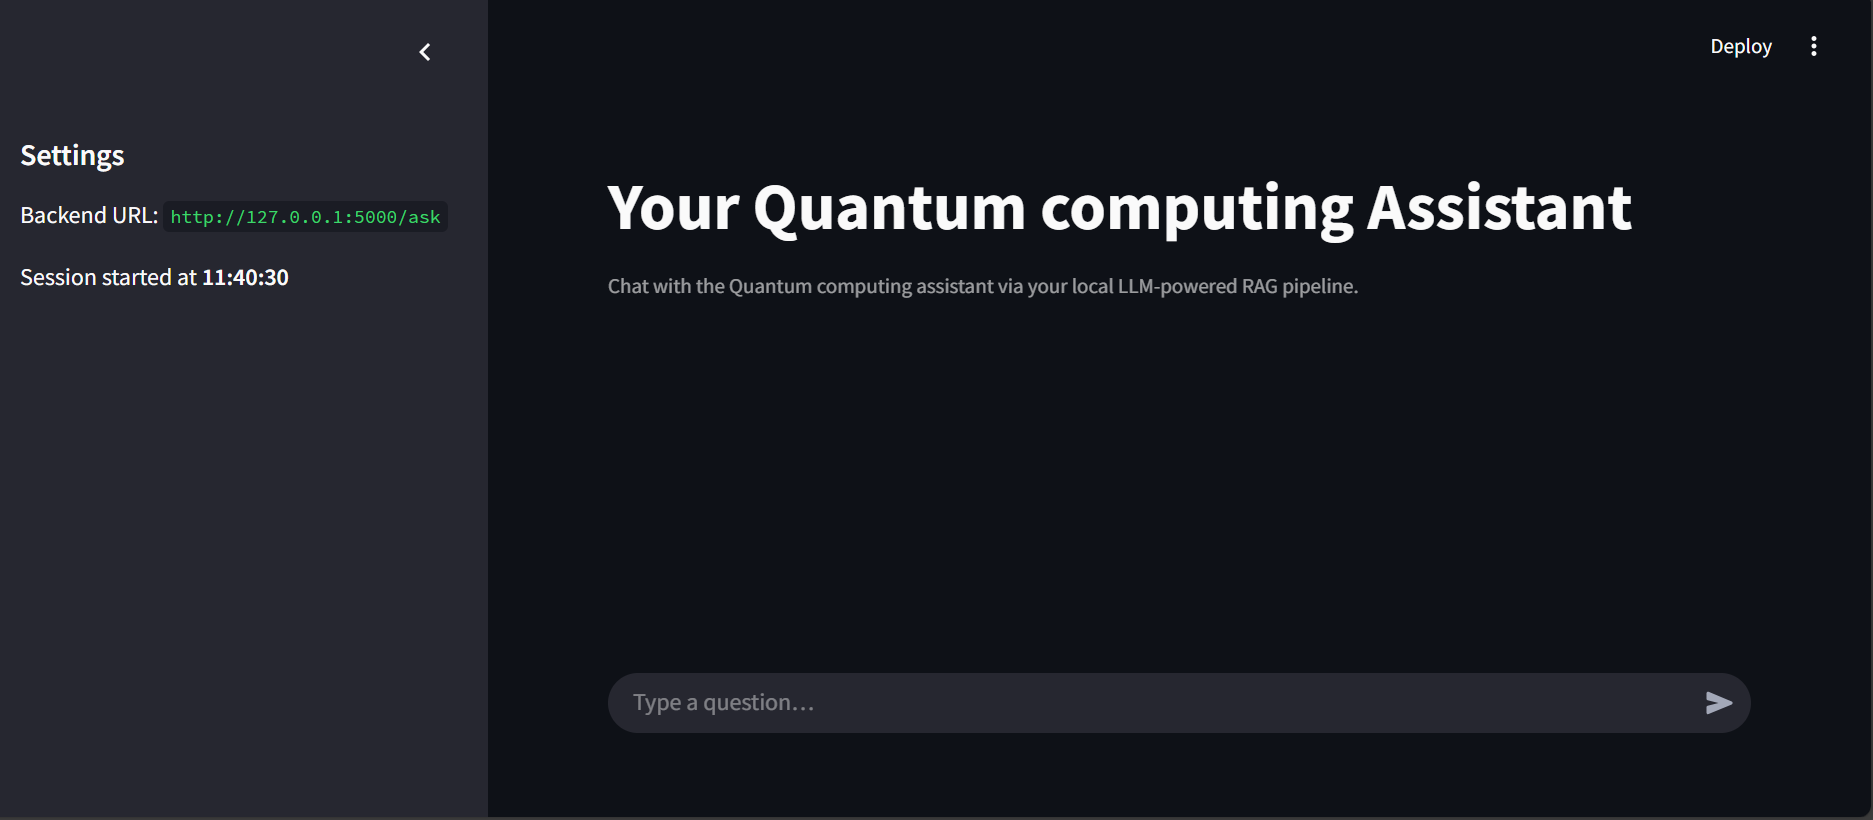 Deploy
Settings
Backend URL: http://127.0.0.1:5000/ask
Session started at 11:40:30
Your Quantum computing Assistant
Chat with the Quantum computing assistant via your local LLM-powered RAG pipeline.
Type a question...